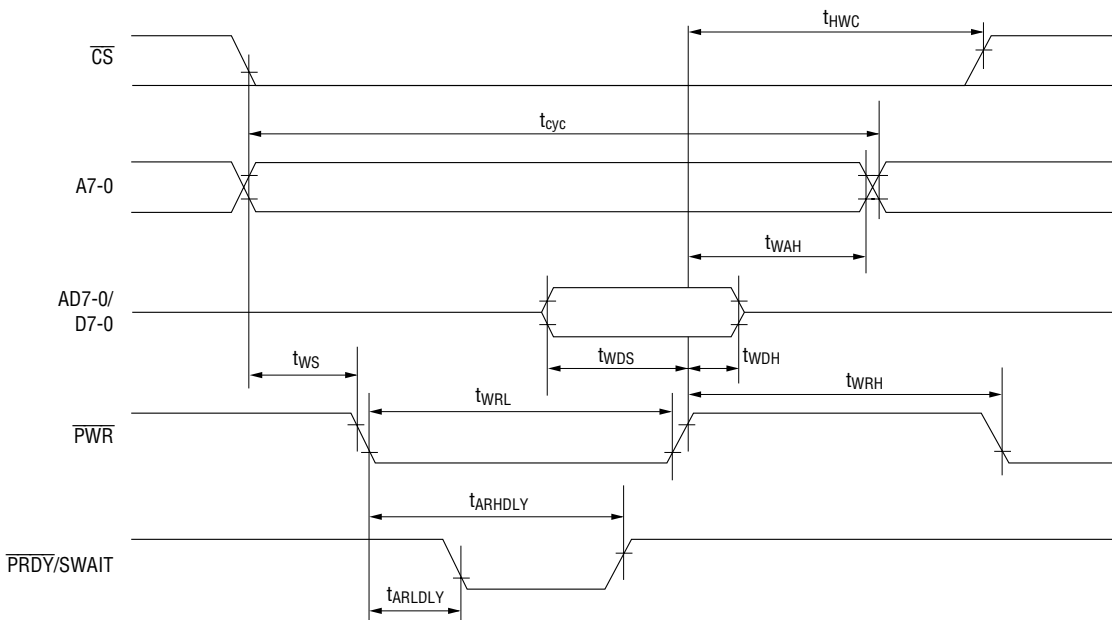 tHWC
CS
tcyc
A7-0
tWAH
AD7-0/
D7-0
tWS
tWDS
tWDH
tWRL
tWRH
PWR
tARHDLY
PRDY/SWAIT
tARLDLY